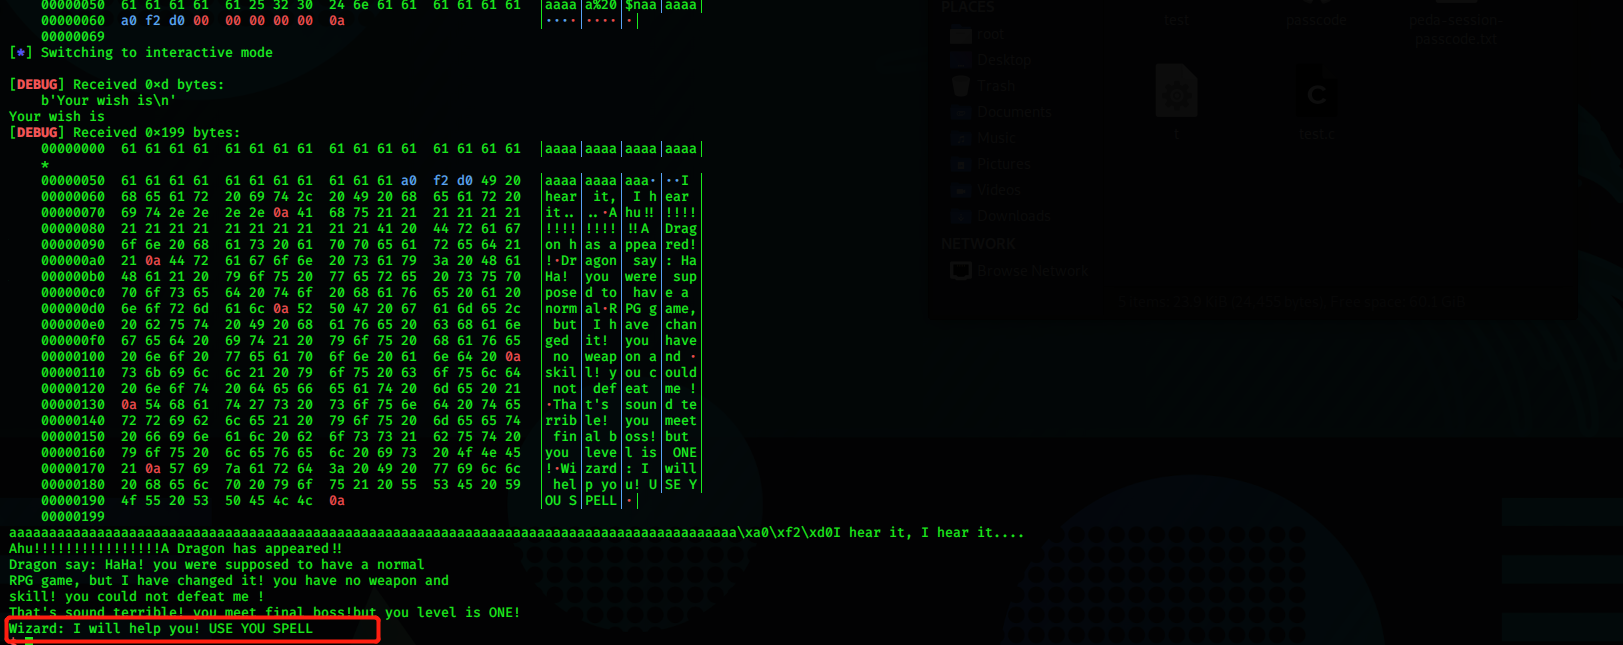 00000050  61 61 61 61  61 25 32 30  24 6e 61 61  61 61 61 61  │aaaa│a%20│$naa│aaaa│
00000060  a0 f2 d0 00  00 00 00 00  0a  │····│····│·│
00000069
[*] Switching to interactive mode
[DEBUG] Received 0×d bytes:
b'Your wish is\n'
Your wish is
[DEBUG] Received 0×199 bytes:
00000000  61 61 61 61  61 61 61 61  61 61 61 61  61 61 61 61  │aaaa│aaaa│aaaa│aaaa│
*
00000050  61 61 61 61  61 61 61 61  61 61 61 a0  f2 d0 49 20  │aaaa│aaaa│aaa·│··I │
00000060  68 65 61 72  20 69 74 2c  20 49 20 68  65 61 72 20  │hear│ it,│ I h│ear │
00000070  69 74 2e 2e  2e 2e 0a 41  68 75 21 21  21 21 21 21  │it..│..·A│hu!!│!!!!│
00000080  21 21 21 21  21 21 21 21  21 21 41 20  44 72 61 67  │!!!!│!!!!│!!A │Drag│
00000090  6f 6e 20 68  61 73 20 61  70 70 65 61  72 65 64 21  │on h│as a│ppea│red!│
000000a0  21 0a 44 72  61 67 6f 6e  20 73 61 79  3a 20 48 61  │!·Dr│agon│ say│: Ha│
000000b0  48 61 21 20  79 6f 75 20  77 65 72 65  20 73 75 70  │Ha! │you │were│ sup│
000000c0  70 6f 73 65  64 20 74 6f  20 68 61 76  65 20 61 20  │pose│d to│ hav│e a │
000000d0  6e 6f 72 6d  61 6c 0a 52  50 47 20 67  61 6d 65 2c  │norm│al·R│PG g│ame,│
000000e0  20 62 75 74  20 49 20 68  61 76 65 20  63 68 61 6e  │ but│ I h│ave │chan│
000000f0  67 65 64 20  69 74 21 20  79 6f 75 20  68 61 76 65  │ged │it! │you │have│
00000100  20 6e 6f 20  77 65 61 70  6f 6e 20 61  6e 64 20 0a  │ no │weap│on a│nd ·│
00000110  73 6b 69 6c  6c 21 20 79  6f 75 20 63  6f 75 6c 64  │skil│l! y│ou c│ould│
00000120  20 6e 6f 74  20 64 65 66  65 61 74 20  6d 65 20 21  │ not│ def│eat │me !│
00000130  0a 54 68 61  74 27 73 20  73 6f 75 6e  64 20 74 65  │·Tha│t's │soun│d te│
00000140  72 72 69 62  6c 65 21 20  79 6f 75 20  6d 65 65 74  │rrib│le! │you │meet│
00000150  20 66 69 6e  61 6c 20 62  6f 73 73 21  62 75 74 20  │ fin│al b│oss!│but │
00000160  79 6f 75 20  6c 65 76 65  6c 20 69 73  20 4f 4e 45  │you │leve│l is│ ONE│
00000170  21 0a 57 69  7a 61 72 64  3a 20 49 20  77 69 6c 6c  │!·Wi│zard│: I │will│
00000180  20 68 65 6c  70 20 79 6f  75 21 20 55  53 45 20 59  │ hel│p yo│u! U│SE Y│
00000190  4f 55 20 53  50 45 4c 4c  0a  │OU S│PELL│·│
00000199
aaaaaaaaaaaaaaaaaaaaaaaaaaaaaaaaaaaaaaaaaaaaaaaaaaaaaaaaaaaaaaaaaaaaaaaaaaaaaaaaaaaaaaaaaaa\xa0\xf2\xd0I hear it, I hear it....
Ahu!!!!!!!!!!!!!!!!A Dragon has appeared!!
Dragon say: HaHa! you were supposed to have a normal
RPG game, but I have changed it! you have no weapon and
skill! you could not defeat me !
That's sound terrible! you meet final boss!but you level is ONE!
Wizard: I will help you! USE YOU SPELL
PLACES
root
Desktop
Trash
Documents
Music
Pictures
Videos
Downloads
NETWORK
Browse Network
test
passcode
peda-session-
passcode.txt
t
test.c
C